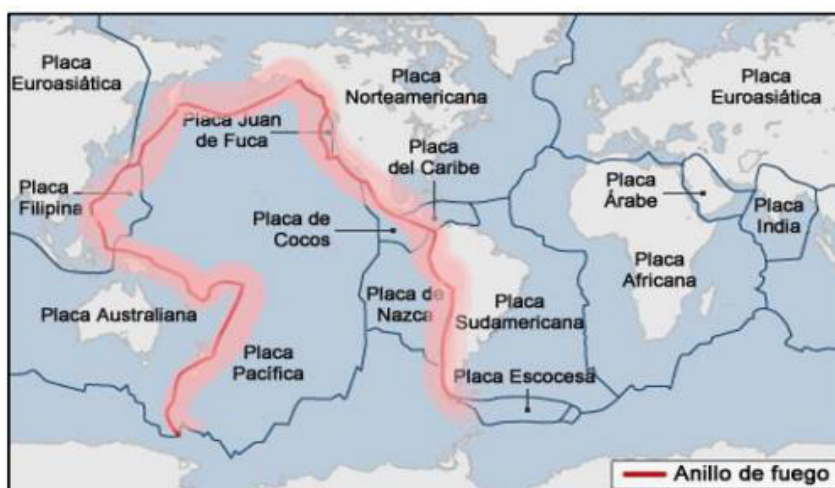 Placa
Euroasiática
Placa
Norteamericana
Placa
Euroasiática
Placa Juan
de Fuca
Placa
del Caribe
Placa
Filipina
Placa de
Cocos
Placa
Árabe
Placa
India
Placa
Africana
Placa Australiana
Placa de
Nazca
Placa
Sudamericana
Placa
Pacífica
Placa Escocesa
Anillo de fuego